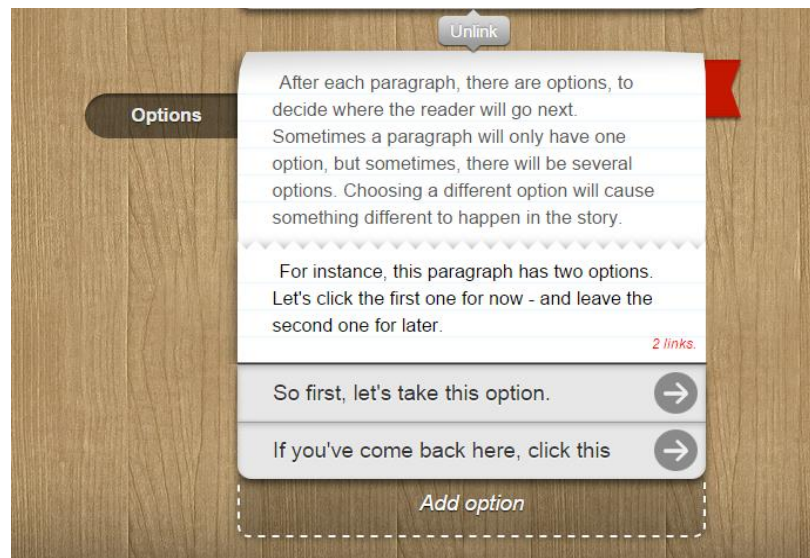 Unlink
Options
After each paragraph, there are options, to
decide where the reader will go next.
Sometimes a paragraph will only have one
option, but sometimes, there will be several
options. Choosing a different option will cause
something different to happen in the story.
For instance, this paragraph has two options.
Let's click the first one for now - and leave the
second one for later.
2 links.
So first, let's take this option.
If you've come back here, click this
Add option